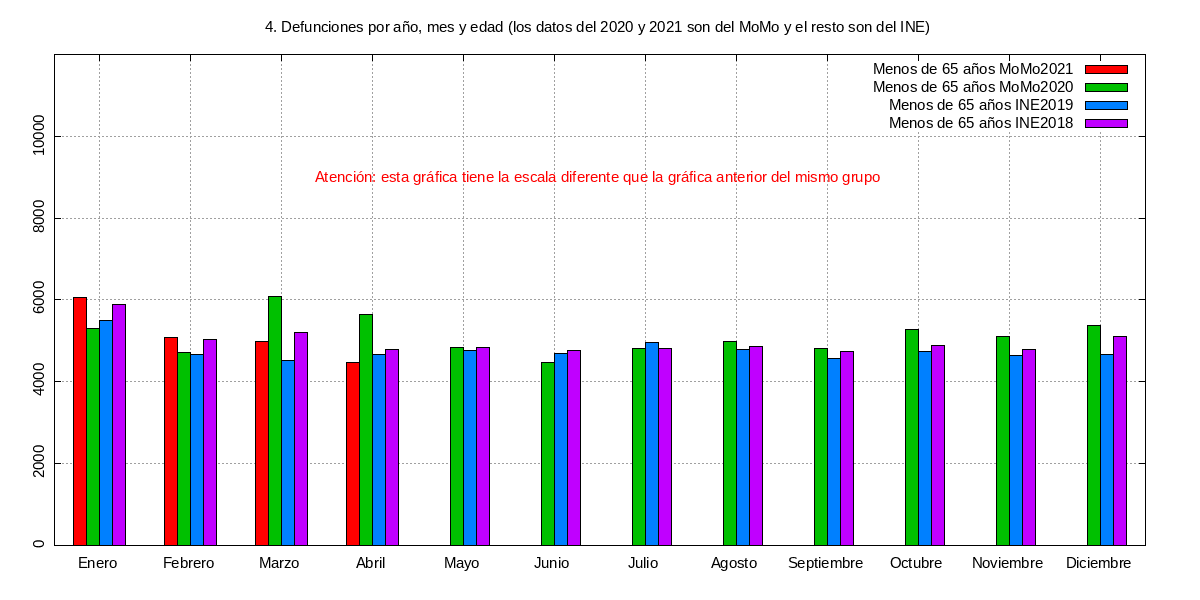 4. Defunciones por año, mes y edad (los datos del 2020 y 2021 son del MoMo y el resto son del INE)
Menos de 65 años MoMo2021
Menos de 65 años MoMo2020
Menos de 65 años INE2019
Menos de 65 años INE2018
10000
Atención: esta gráfica tiene la escala diferente que la gráfica anterior del mismo grupo
8000
6000
4000
2000
0
Enero Febrero Marzo Abril Mayo Junio Julio Agosto Septiembre Octubre Noviembre Diciembre